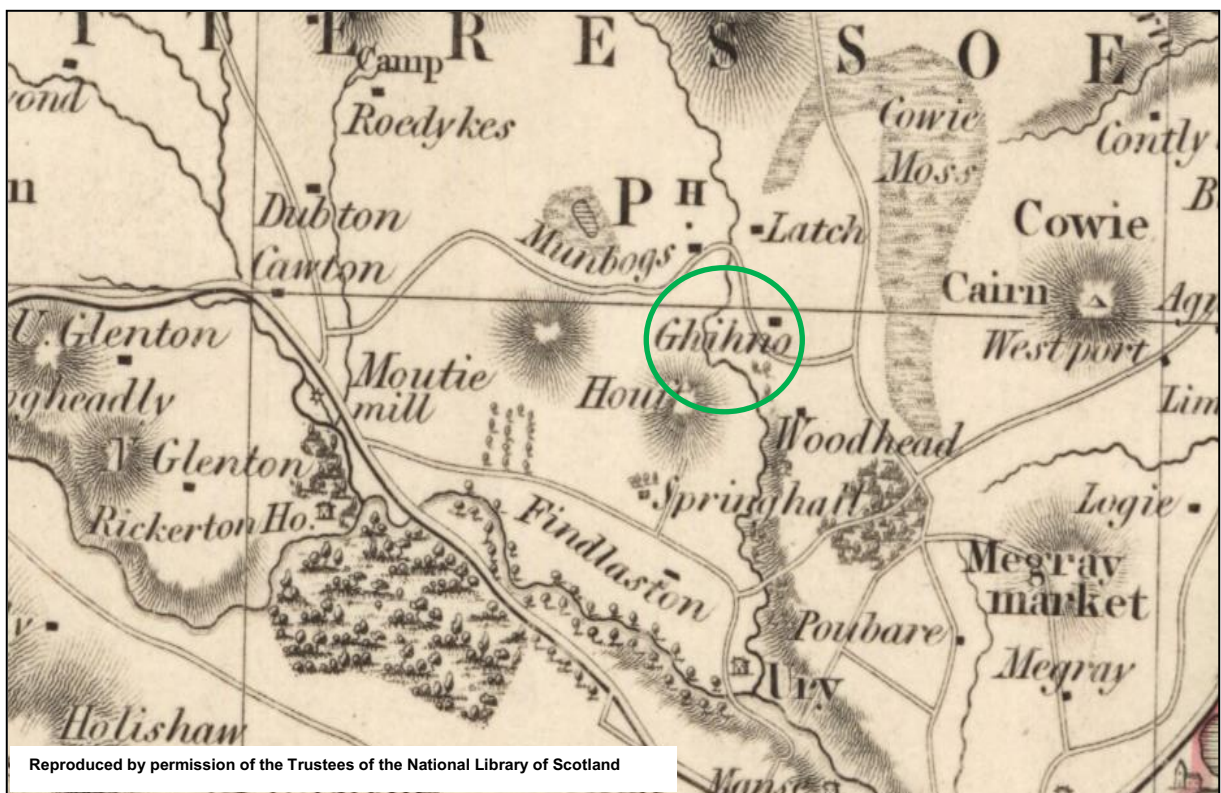 T T E R E S S O E
Camp
Roedykes
Cowie
Moss
Contly
P H
Dubton
Munbogs
Latch
Cowie
Cawton
Cairn
Ghihno
Westport
U. Glenton
Moutie
mill
Woodhead
Glenton
Springhall
Logie
Rickerton Ho.
Findlaston
Megray
market
Poubare
Ury
Megray
Holishaw
Reproduced by permission of the Trustees of the National Library of Scotland
Manse